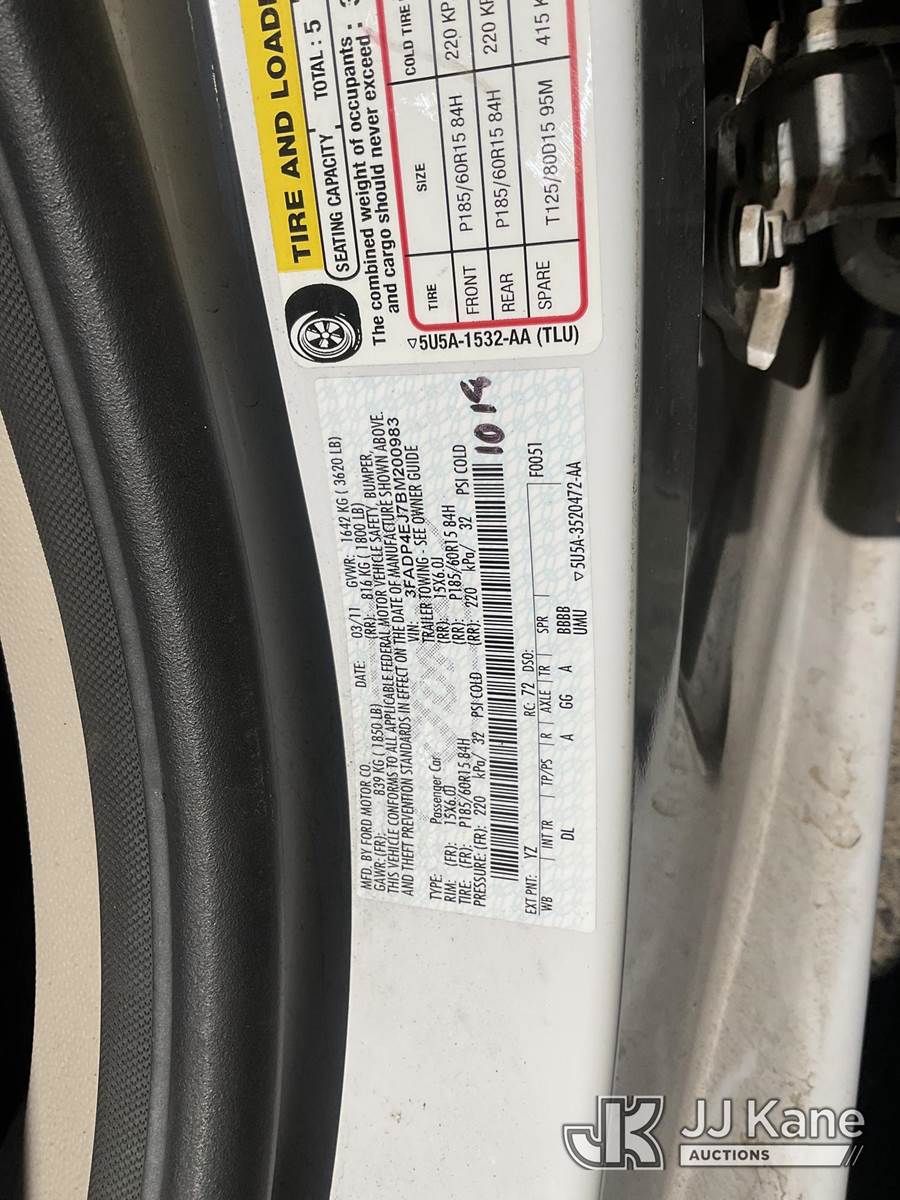 TIRE AND LOADI
SEATING CAPACITY TOTAL : 5
The combined weight of occupants
and cargo should never exceed : 3
TIRE SIZE COLD TIRE
FRONT P185/60R15 84H 220 KP
REAR P185/60R15 84H 220 KP
SPARE T125/80D15 95M 415 K
▽5U5A-1532-AA (TLU)
MFD. BY FORD MOTOR CO. DATE: 03/11 GVWR: 1642 KG ( 3620 LB)
GAWR: (FR): 839 KG ( 1850 LB) (RR): 816 KG ( 1800 LB)
THIS VEHICLE CONFORMS TO ALL APPLICABLE FEDERAL MOTOR VEHICLE SAFETY, BUMPER,
AND THEFT PREVENTION STANDARDS IN EFFECT ON THE DATE OF MANUFACTURE SHOWN ABOVE.
VIN: 3FADP4EJ7BM200983
TYPE: Passenger Car TRAILER TOWING - SEE OWNER GUIDE
RIM: (FR): 15X6.0J (RR): 15X6.0J
TIRE: (FR): P185/60R15 84H (RR): P185/60R15 84H
PRESSURE: (FR): 220 kPa/ 32 PSI COLD (RR): 220 kPa/ 32 PSI COLD
10 14
EXT PNT: YZ RC: 72 DSO: F0051
WB INT TR TP/PS R AXLE TR SPR
DL A GG A BBBB
UMU
▽5U5A-3520472-AA
JK JJ Kane
AUCTIONS